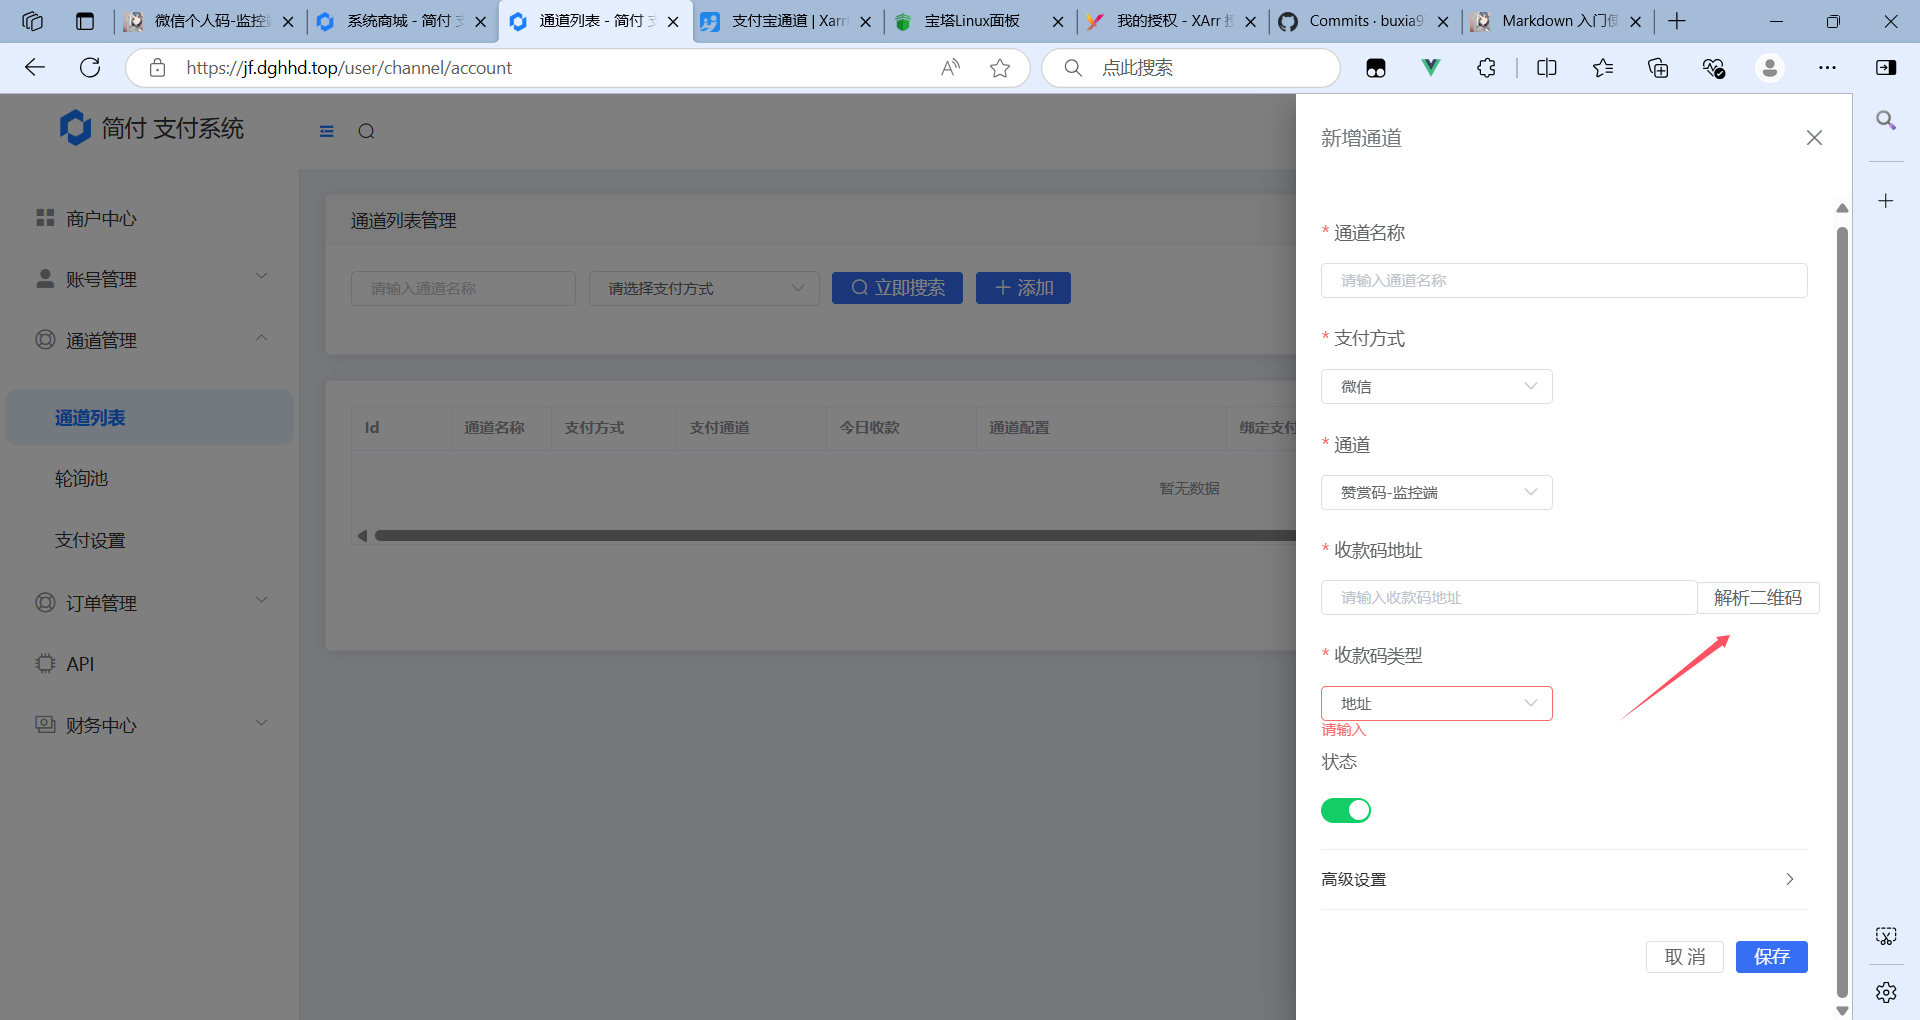 微信个人码-监控
系统商城 - 简付
通道列表 - 简付
支付宝通道 | Xarr
宝塔Linux面板
我的授权 - XArr
Commits · buxia9
Markdown 入门
https://jf.dghhd.top/user/channel/account
点此搜索
简付 支付系统
商户中心
账号管理
通道管理
通道列表
轮询池
支付设置
订单管理
API
财务中心
通道列表管理
请输入通道名称
请选择支付方式
立即搜索
添加
Id 通道名称 支付方式 支付通道 今日收款 通道配置 绑定支付
暂无数据
新增通道
* 通道名称
请输入通道名称
* 支付方式
微信
* 通道
赞赏码-监控端
* 收款码地址
请输入收款码地址
解析二维码
* 收款码类型
地址
请输入
状态
高级设置
取 消
保存